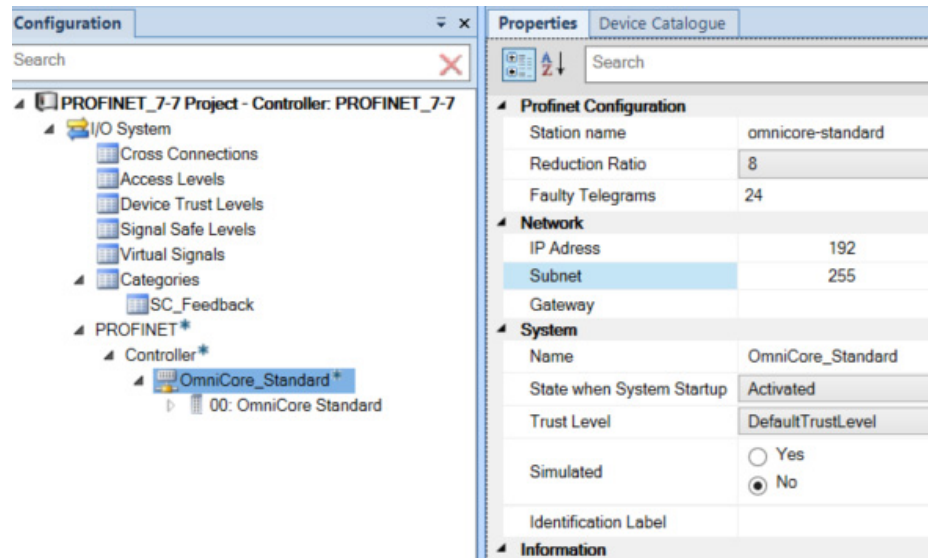 Configuration
Search
PROFINET_7-7 Project - Controller: PROFINET_7-7
I/O System
Cross Connections
Access Levels
Device Trust Levels
Signal Safe Levels
Virtual Signals
Categories
SC_Feedback
PROFINET*
Controller*
OmniCore_Standard*
00: OmniCore Standard
Properties Device Catalogue
Search
Profinet Configuration
Station name omnicore-standard
Reduction Ratio 8
Faulty Telegrams 24
Network
IP Adress 192
Subnet 255
Gateway
System
Name OmniCore_Standard
State when System Startup Activated
Trust Level DefaultTrustLevel
Simulated Yes
No
Identification Label
Information